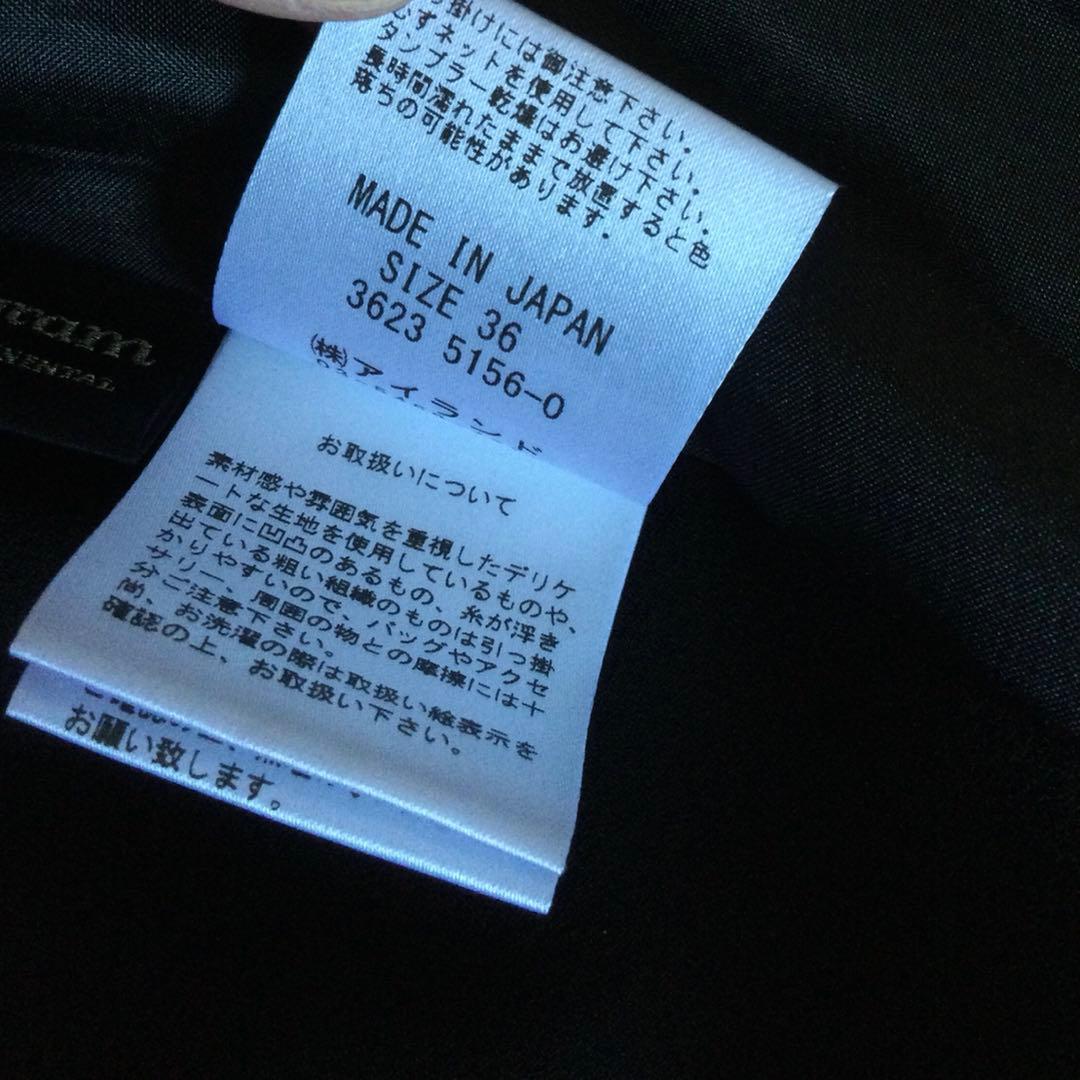 掛けには御注意下さい。
必ずネットを使用して下さい。
タンブラー乾燥はお避け下さい。
長時間濡れたままで放置すると色
落ちの可能性があります。
MADE IN JAPAN
SIZE 36
3623 5156-0
(株)アイランド
お取扱いについて
素材感や雰囲気を重視したデリケ
ートな生地を使用しているものや、
表面に凹凸のあるもの、糸が浮き
出ている粗い組織のものは引っ掛
かりやすいので、バッグやアクセ
サリー、周囲の物との摩擦には十
分ご注意下さい。
尚、お洗濯の際は取扱い絵表示を
確認の上、お取扱い下さい。
お願い致します。